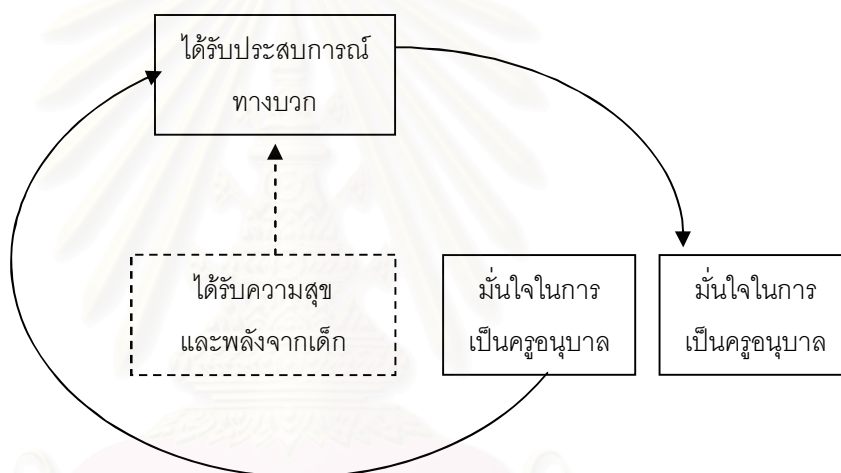 ได้รับประสบการณ์
ทางบวก
ได้รับความสุข
และพลังจากเด็ก
มั่นใจในการ
เป็นครูอนุบาล
มั่นใจในการ
เป็นครูอนุบาล